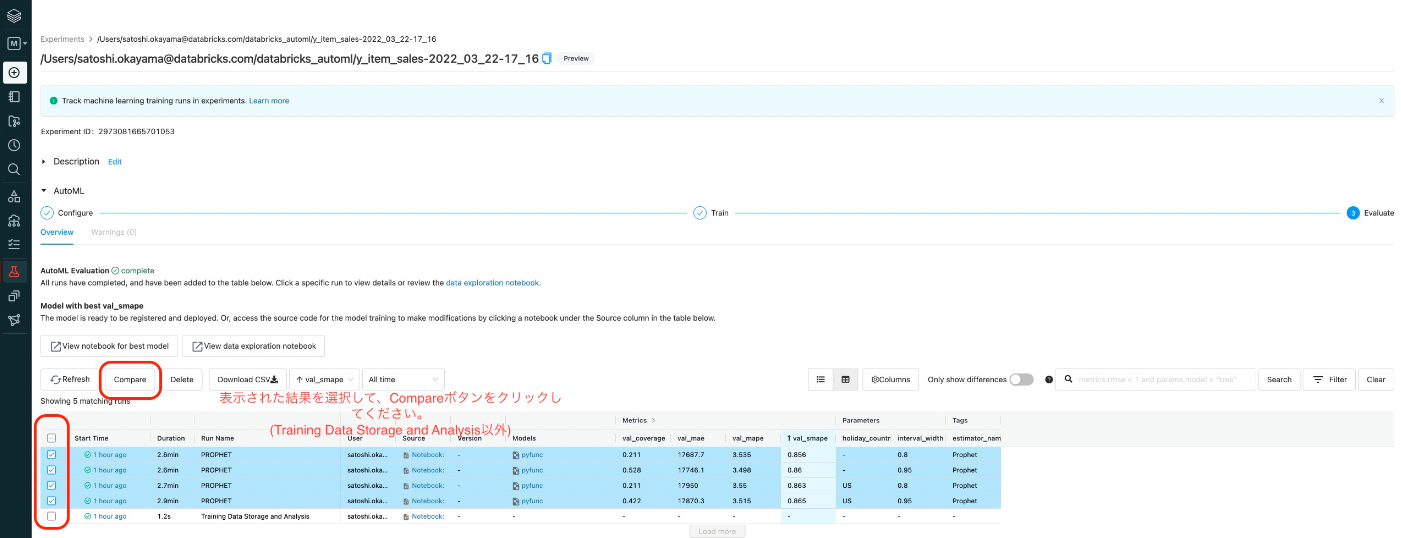 M
Experiments > /Users/satoshi.okayama@databricks.com/databricks_automl/y_item_sales-2022_03_22-17_16
/Users/satoshi.okayama@databricks.com/databricks_automl/y_item_sales-2022_03_22-17_16 Preview
Track machine learning training runs in experiments. Learn more
Experiment ID: 2973081665701053
Description Edit
AutoML
Configure Train 3 Evaluate
Overview Warnings (0)
AutoML Evaluation complete
All runs have completed, and have been added to the table below. Click a specific run to view details or review the data exploration notebook.
Model with best val_smape
The model is ready to be registered and deployed. Or, access the source code for the model training to make modifications by clicking a notebook under the Source column in the table below.
View notebook for best model View data exploration notebook
Refresh Compare Delete Download CSV ↑ val_smape All time Columns Only show differences metrics.rmse < 1 and params.model = "tree" Search Filter Clear
表示された結果を選択して、Compareボタンをクリックし
てください。
(Training Data Storage and Analysis以外)
Showing 5 matching runs
Metrics > Parameters Tags
Start Time Duration Run Name User Source Version Models val_coverage val_mae val_mape ↑ val_smape holiday_countr interval_width estimator_nam
1 hour ago 2.6min PROPHET satoshi.oka... Notebook: - pyfunc 0.211 17687.7 3.535 0.856 - 0.8 Prophet
1 hour ago 2.6min PROPHET satoshi.oka... Notebook: - pyfunc 0.528 17746.1 3.498 0.86 - 0.95 Prophet
1 hour ago 2.7min PROPHET satoshi.oka... Notebook: - pyfunc 0.211 17950 3.55 0.863 US 0.8 Prophet
1 hour ago 2.9min PROPHET satoshi.oka... Notebook: - pyfunc 0.422 17870.3 3.515 0.865 US 0.95 Prophet
1 hour ago 1.2s Training Data Storage and Analysis satoshi.oka... Notebook: - - - - - - - - -
Load more